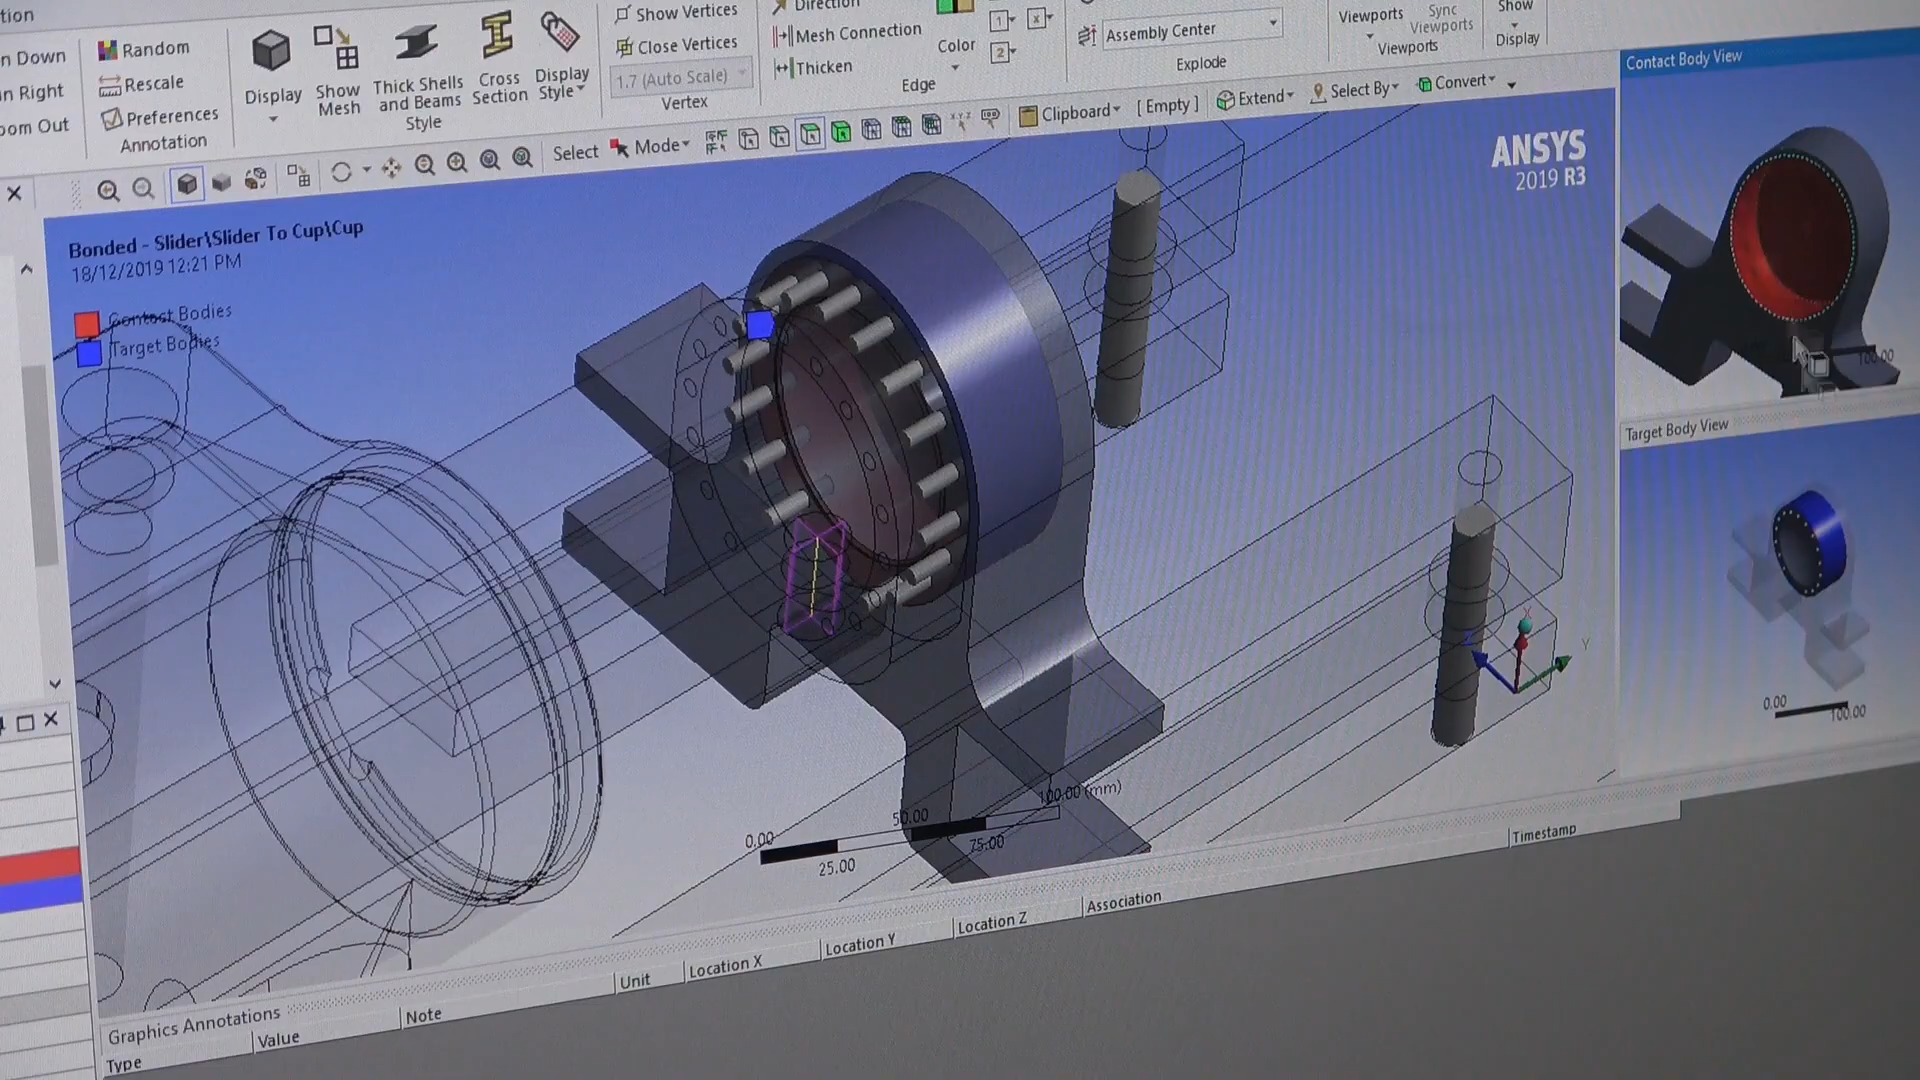 tion
n Down
n Right
oom Out
Random
Rescale
Preferences
Annotation
Display
Show
Mesh
Thick Shells
and Beams
Style
Cross
Section
Display
Style
Show Vertices
Close Vertices
1.7 (Auto Scale)
Vertex
Direction
Mesh Connection
Thicken
Color
1
x
2
Edge
Assembly Center
Explode
Viewports
Sync
Viewports
Viewports
Show
Display
Select
Mode
Clipboard
[ Empty ]
Extend
Select By
Convert
Bonded - Slider\Slider To Cup\Cup
18/12/2019 12:21 PM
Contact Bodies
Target Bodies
ANSYS
2019 R3
Contact Body View
100.00
Target Body View
0.00
100.00
X
Y
0.00
25.00
50.00
75.00
100.00 (mm)
Graphics Annotations
Type
Value
Note
Unit
Location X
Location Y
Location Z
Association
Timestamp